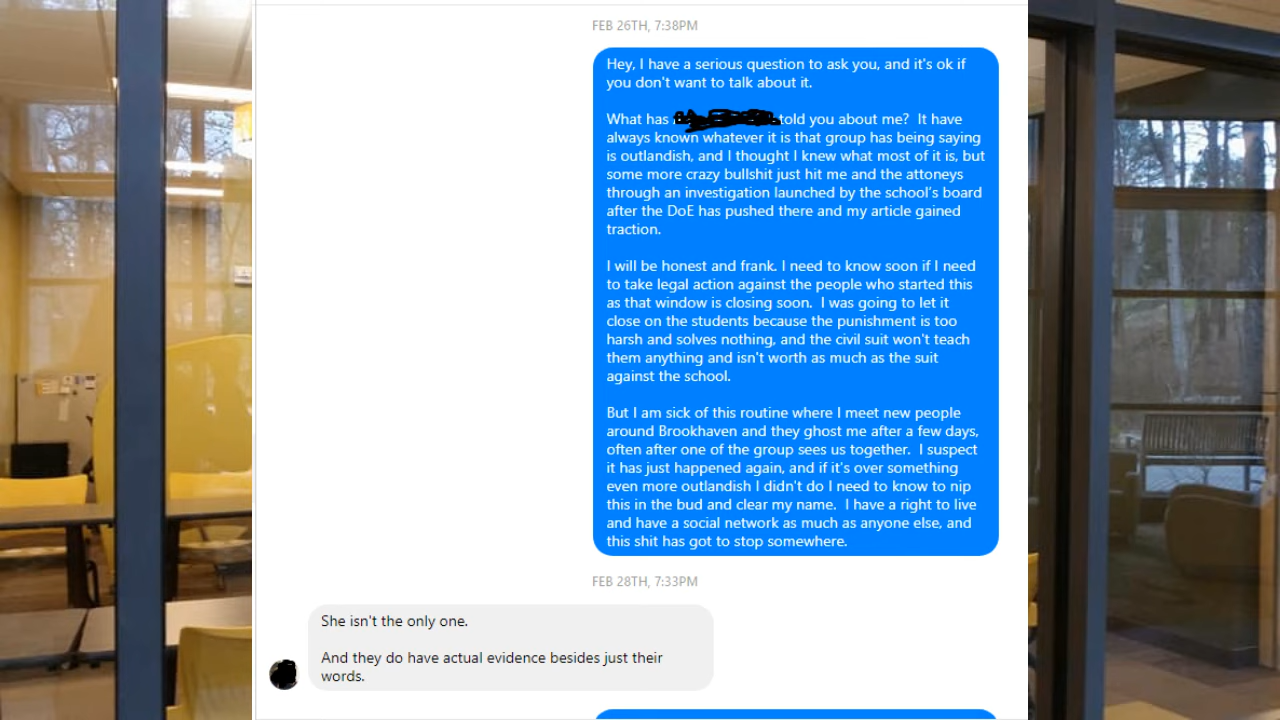 FEB 26TH, 7:38PM
Hey, I have a serious question to ask you, and it's ok if
you don't want to talk about it.
What has told you about me? It have
always known whatever it is that group has being saying
is outlandish, and I thought I knew what most of it is, but
some more crazy bullshit just hit me and the attoneys
through an investigation launched by the school's board
after the DoE has pushed there and my article gained
traction.
I will be honest and frank. I need to know soon if I need
to take legal action against the people who started this
as that window is closing soon. I was going to let it
close on the students because the punishment is too
harsh and solves nothing, and the civil suit won't teach
them anything and isn't worth as much as the suit
against the school.
But I am sick of this routine where I meet new people
around Brookhaven and they ghost me after a few days,
often after one of the group sees us together. I suspect
it has just happened again, and if it's over something
even more outlandish I didn't do I need to know to nip
this in the bud and clear my name. I have a right to live
and have a social network as much as anyone else, and
this shit has got to stop somewhere.
FEB 28TH, 7:33PM
She isn't the only one.
And they do have actual evidence besides just their
words.